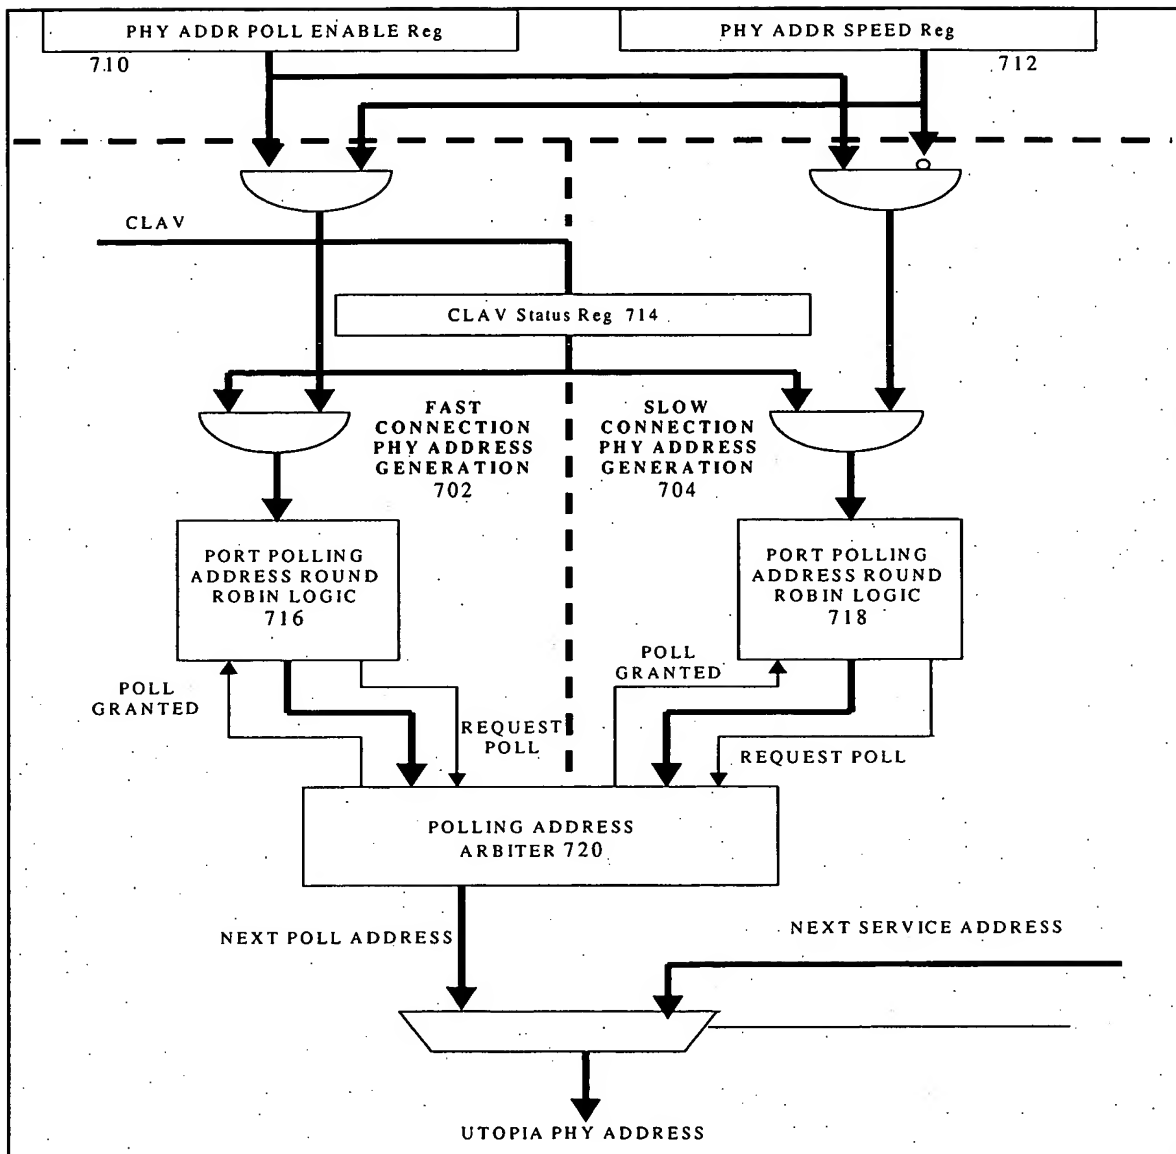 PHY ADDR POLL ENABLE Reg
710
PHY ADDR SPEED Reg
712
CLAV
CLAV Status Reg 714
FAST
CONNECTION
PHY ADDRESS
GENERATION
702
SLOW
CONNECTION
PHY ADDRESS
GENERATION
704
PORT POLLING
ADDRESS ROUND
ROBIN LOGIC
716
PORT POLLING
ADDRESS ROUND
ROBIN LOGIC
718
POLL
GRANTED
REQUEST
POLL
POLL
GRANTED
REQUEST POLL
POLLING ADDRESS
ARBITER 720
NEXT POLL ADDRESS
NEXT SERVICE ADDRESS
UTOPIA PHY ADDRESS